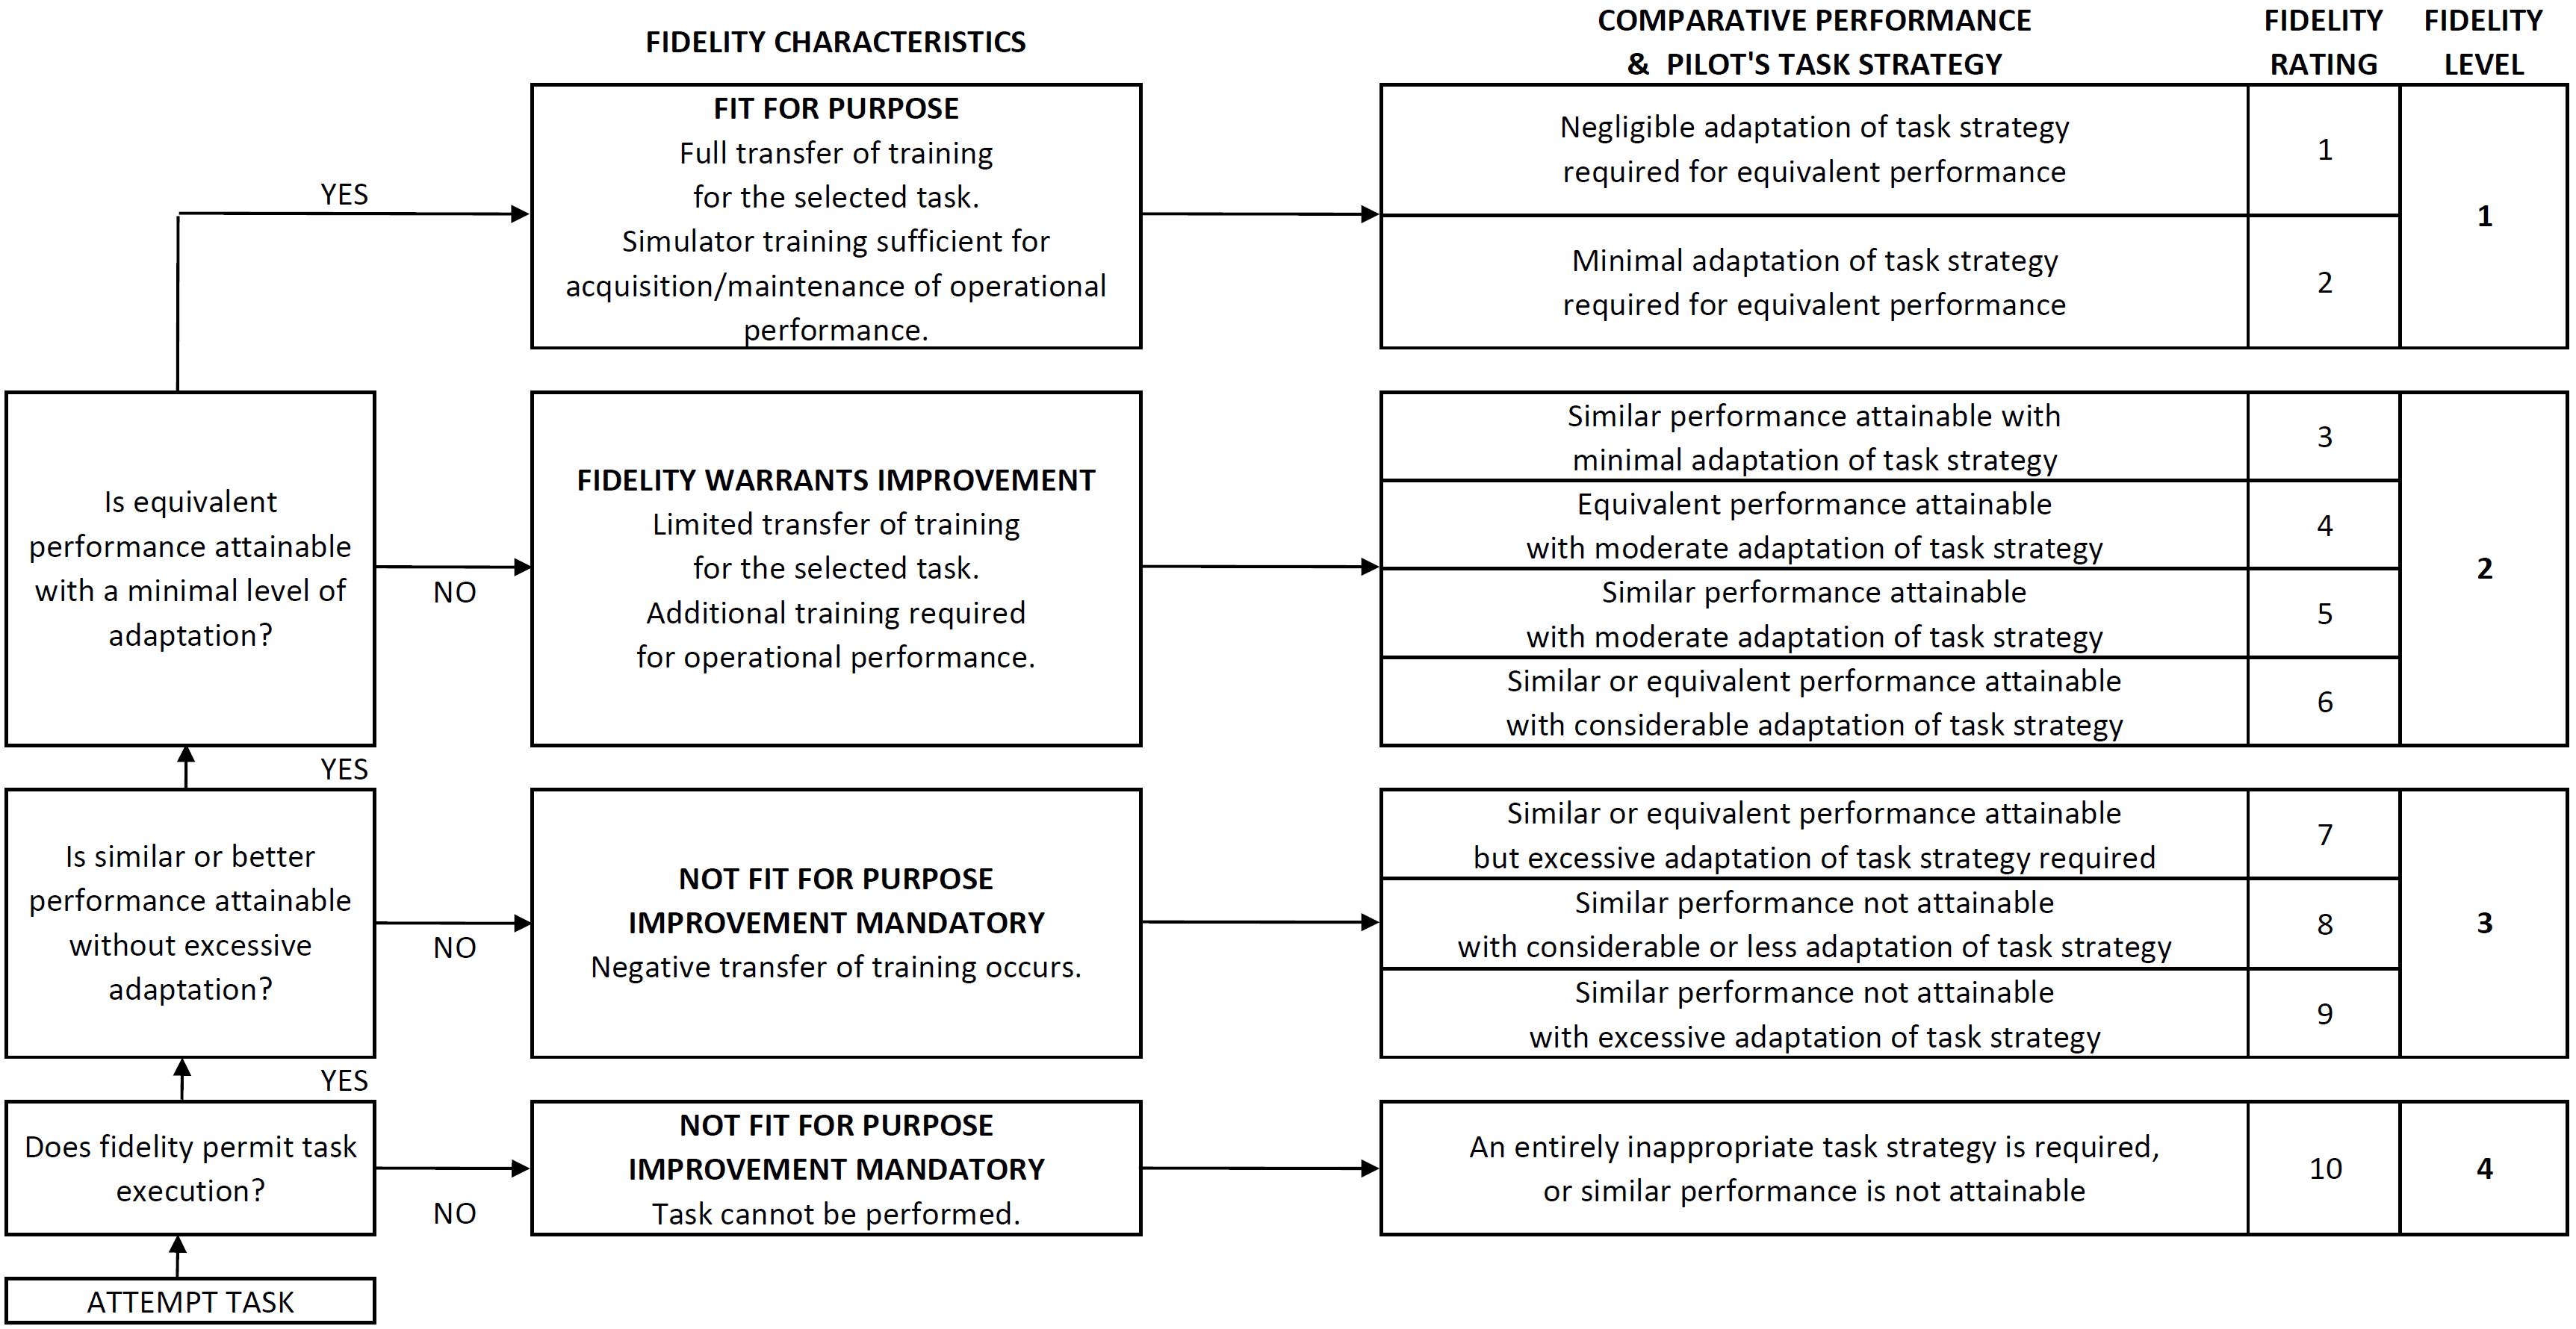 FIDELITY CHARACTERISTICS
COMPARATIVE PERFORMANCE
& PILOT'S TASK STRATEGY
FIDELITY
RATING
FIDELITY
LEVEL
YES
FIT FOR PURPOSE
Full transfer of training
for the selected task.
Simulator training sufficient for
acquisition/maintenance of operational
performance.
Negligible adaptation of task strategy
required for equivalent performance
1
Minimal adaptation of task strategy
required for equivalent performance
2
1
Is equivalent
performance attainable
with a minimal level of
adaptation?
NO
FIDELITY WARRANTS IMPROVEMENT
Limited transfer of training
for the selected task.
Additional training required
for operational performance.
Similar performance attainable with
minimal adaptation of task strategy
3
Equivalent performance attainable
with moderate adaptation of task strategy
4
Similar performance attainable
with moderate adaptation of task strategy
5
Similar or equivalent performance attainable
with considerable adaptation of task strategy
6
2
YES
Is similar or better
performance attainable
without excessive
adaptation?
NO
NOT FIT FOR PURPOSE
IMPROVEMENT MANDATORY
Negative transfer of training occurs.
Similar or equivalent performance attainable
but excessive adaptation of task strategy required
7
Similar performance not attainable
with considerable or less adaptation of task strategy
8
Similar performance not attainable
with excessive adaptation of task strategy
9
3
YES
Does fidelity permit task
execution?
NO
NOT FIT FOR PURPOSE
IMPROVEMENT MANDATORY
Task cannot be performed.
An entirely inappropriate task strategy is required,
or similar performance is not attainable
10
4
ATTEMPT TASK